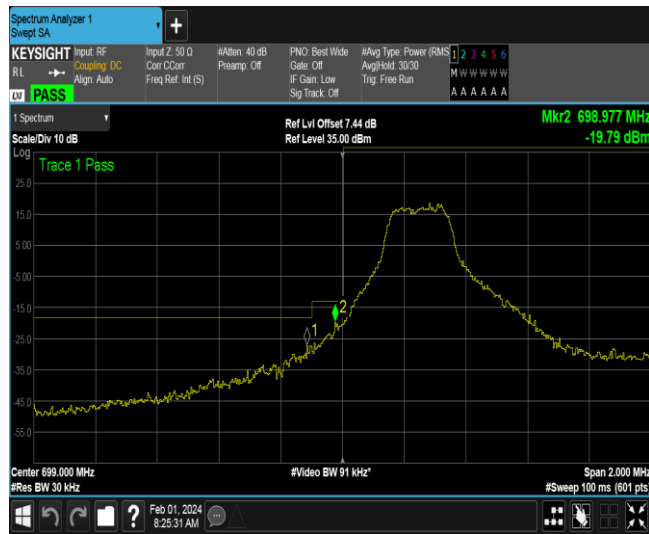 Spectrum Analyzer 1
Swept SA
+
KEYSIGHT
RL
LXI PASS
Input: RF
Coupling: DC
Align: Auto
Input Z: 50 Ω
Corr CCorr
Freq Ref: Int (S)
#Atten: 40 dB
Preamp: Off
PNO: Best Wide
Gate: Off
IF Gain: Low
Sig Track: Off
#Avg Type: Power (RMS
Avg|Hold: 30/30
Trig: Free Run
1 2 3 4 5 6
M W W W W W
A A A A A A
1 Spectrum
Scale/Div 10 dB
Ref Lvl Offset 7.44 dB
Ref Level 35.00 dBm
Mkr2 698.977 MHz
-19.79 dBm
Log
Trace 1 Pass
25.0
15.0
5.00
-5.00
-15.0
-25.0
-35.0
-45.0
-55.0
2
1
Center 699.000 MHz
#Res BW 30 kHz
#Video BW 91 kHz*
Span 2.000 MHz
#Sweep 100 ms (601 pts
?
Feb 01, 2024
8:25:31 AM